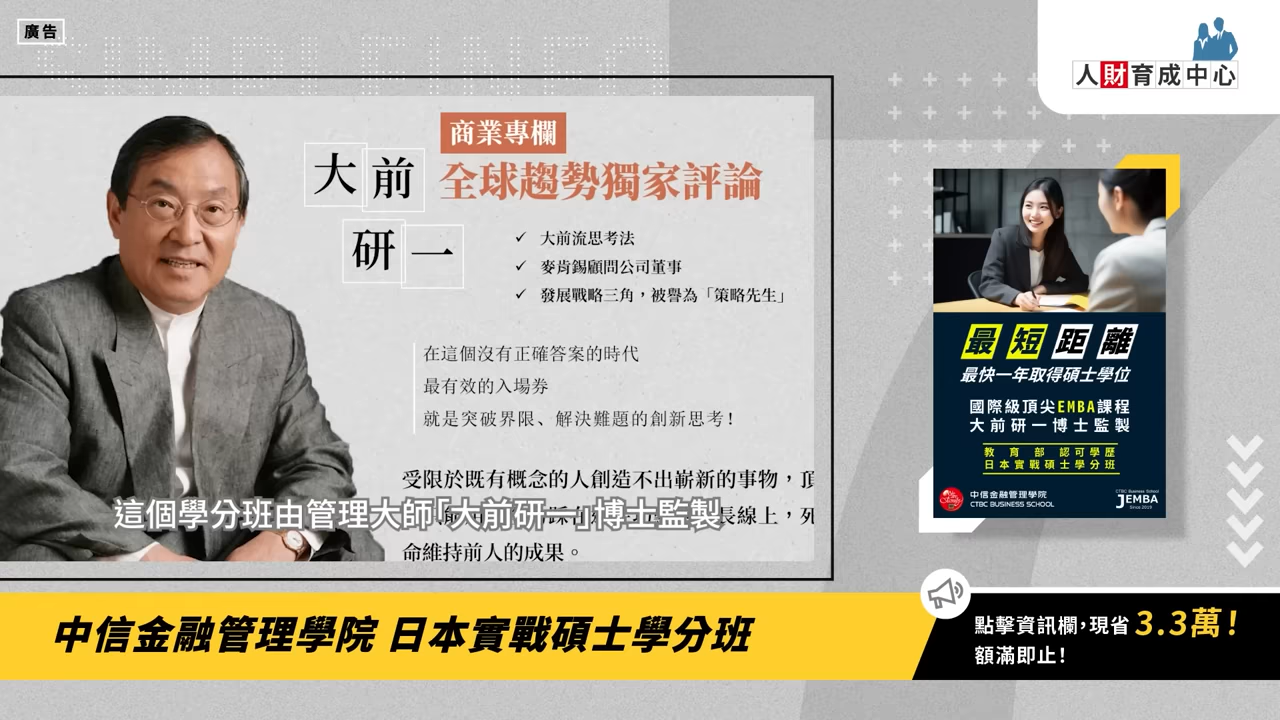 廣告
人財育成中心
商業專欄
大前研一
全球趨勢獨家評論
✓ 大前流思考法
✓ 麥肯錫顧問公司董事
✓ 發展戰略三角，被譽為「策略先生」
在這個沒有正確答案的時代
最有效的入場券
就是突破界限、解決難題的創新思考！
受限於既有概念的人創造不出嶄新的事物，頂
長線上，死
命維持前人的成果。
這個學分班由管理大師「大前研一」博士監製
最短距離
最快一年取得碩士學位
國際級頂尖EMBA課程
大前研一博士監製
教育部認可學歷
日本實戰碩士學分班
中信金融管理學院
CTBC BUSINESS SCHOOL
CTBC Business School
JEMBA
Since 2019
中信金融管理學院 日本實戰碩士學分班
點擊資訊欄，現省3.3萬！
額滿即止！